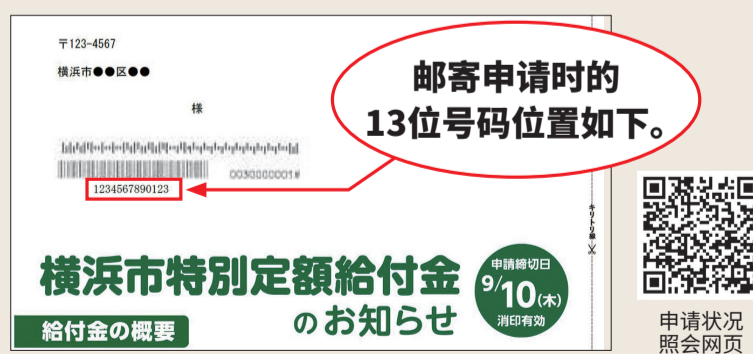 〒123-4567
横浜市●●区●●
様
0030000001#
1234567890123
邮寄申请时的
13位号码位置如下。
キリトリ線
横浜市特別定額給付金
のお知らせ
給付金の概要
申請締切日
9/10(木)
消印有効
申请状况
照会网页